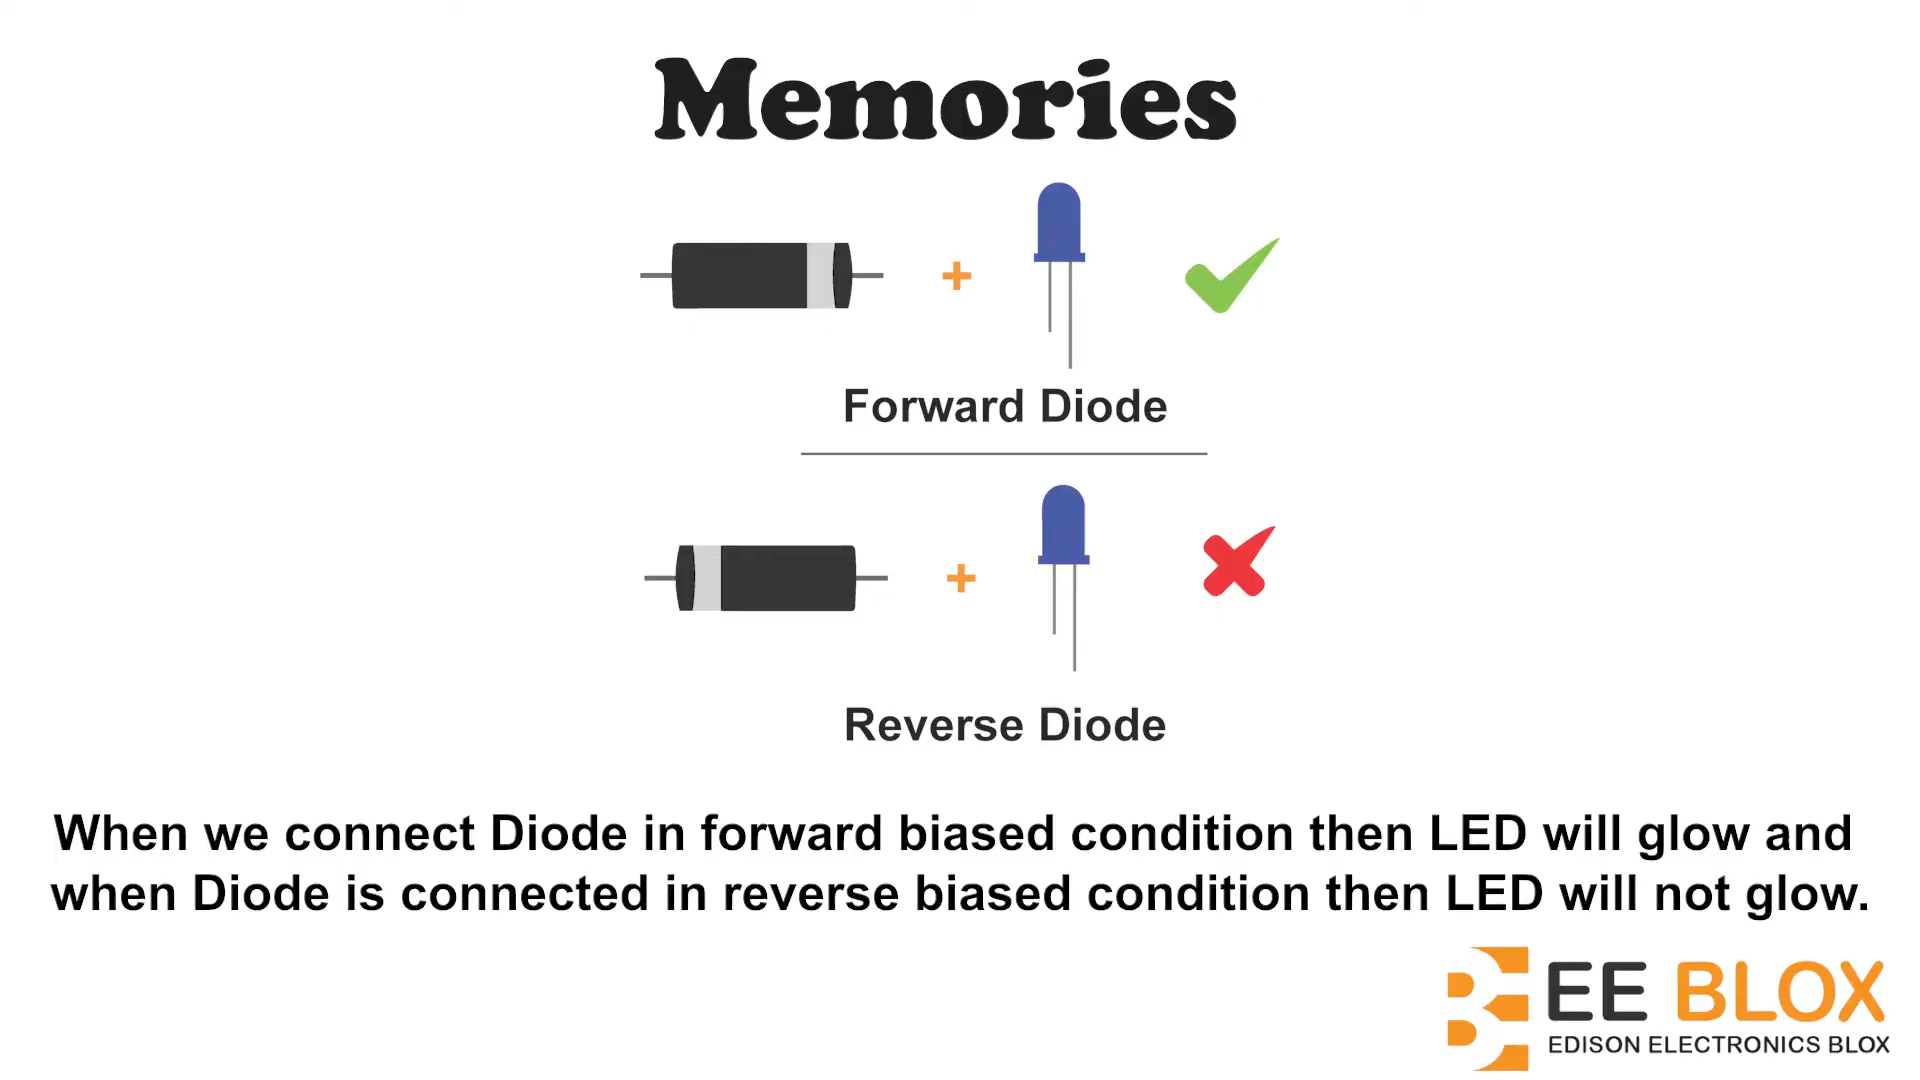 Memories
+
Forward Diode
+
Reverse Diode
When we connect Diode in forward biased condition then LED will glow and
when Diode is connected in reverse biased condition then LED will not glow.
EE BLOX
EDISON ELECTRONICS BLOX